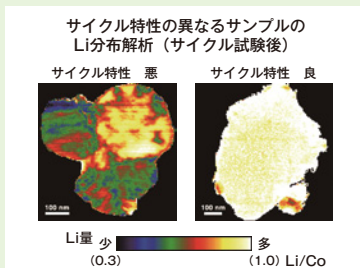 サイクル特性の異なるサンプルの
Li分布解析（サイクル試験後）
サイクル特性　悪
サイクル特性　良
100 nm
100 nm
Li量 少 多
(0.3) (1.0) Li/Co